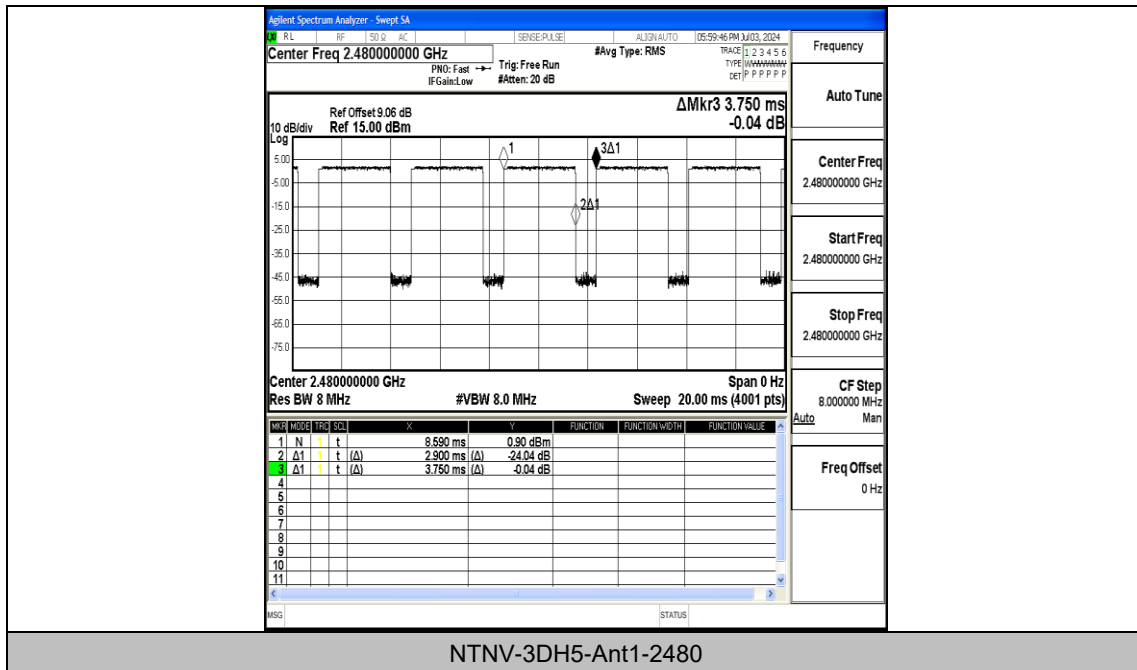 Agilent Spectrum Analyzer - Swept SA
RL RF 50 Ω AC SENSE:PULSE ALIGN AUTO 05:59:46 PM Jul 03, 2024
Center Freq 2.480000000 GHz
#Avg Type: RMS
TRACE 1 2 3 4 5 6
TYPE
DET P P P P P P
PNO: Fast
IFGain:Low
Trig: Free Run
#Atten: 20 dB
ΔMkr3 3.750 ms
-0.04 dB
Ref Offset 9.06 dB
Ref 15.00 dBm
10 dB/div
Log
5.00
-5.00
-15.0
-25.0
-35.0
-45.0
-55.0
-65.0
-75.0
1
3Δ1
2Δ1
Center 2.480000000 GHz
Span 0 Hz
Res BW 8 MHz
#VBW 8.0 MHz
Sweep 20.00 ms (4001 pts)
MKR MODE TRC SCL X Y FUNCTION FUNCTION WIDTH FUNCTION VALUE
1 N 1 t 8.590 ms 0.90 dBm
2 Δ1 1 t (Δ) 2.900 ms (Δ) -24.04 dB
3 Δ1 1 t (Δ) 3.750 ms (Δ) -0.04 dB
4
5
6
7
8
9
10
11
MSG
STATUS
Frequency
Auto Tune
Center Freq
2.480000000 GHz
Start Freq
2.480000000 GHz
Stop Freq
2.480000000 GHz
CF Step
8.000000 MHz
Auto Man
Freq Offset
0 Hz
NTNV-3DH5-Ant1-2480